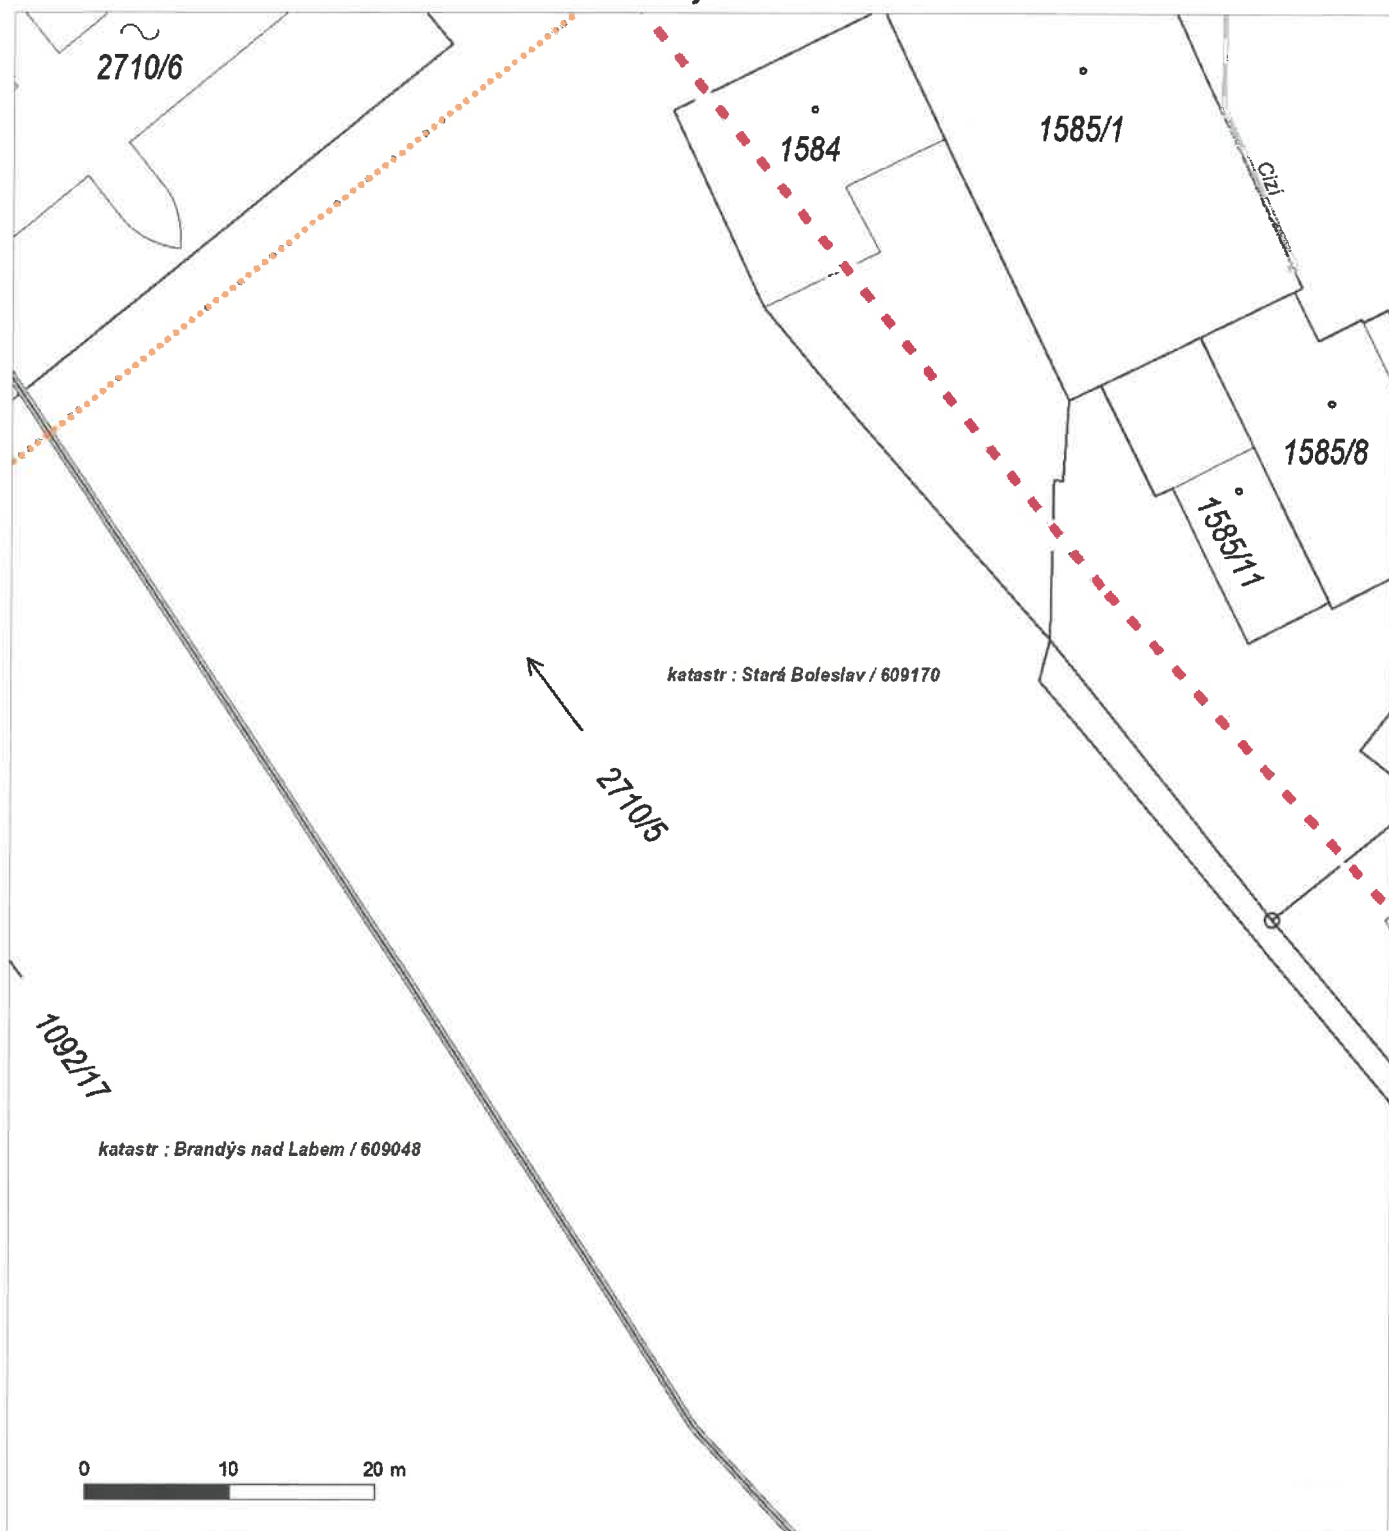 2710/6
1584
1585/1
Cizí
1585/8
1585/11
katastr : Stará Boleslav / 609170
2710/5
1092/17
katastr : Brandýs nad Labem / 609048
0 10 20 m